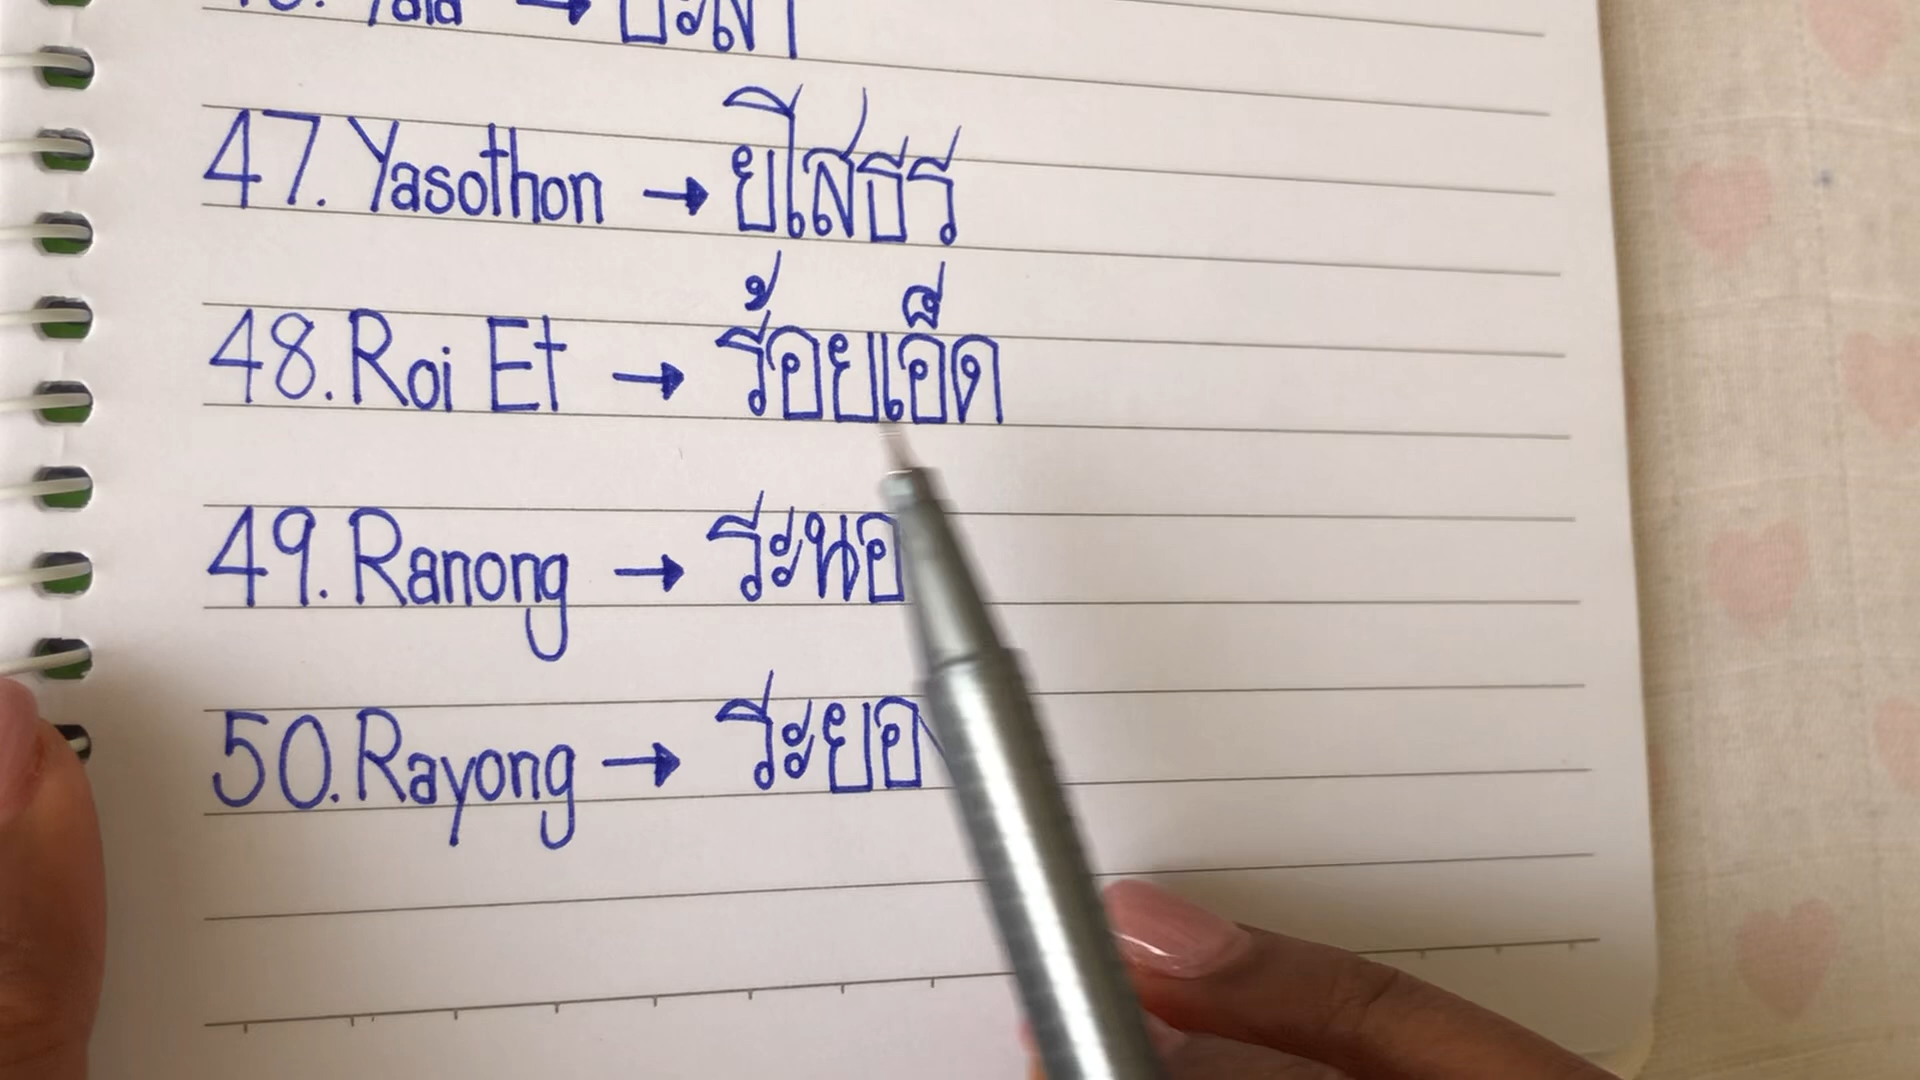 47. Yasothon → ยโสธร
48. Roi Et → ร้อยเอ็ด
49. Ranong → ระนอ
50. Rayong → ระยอ